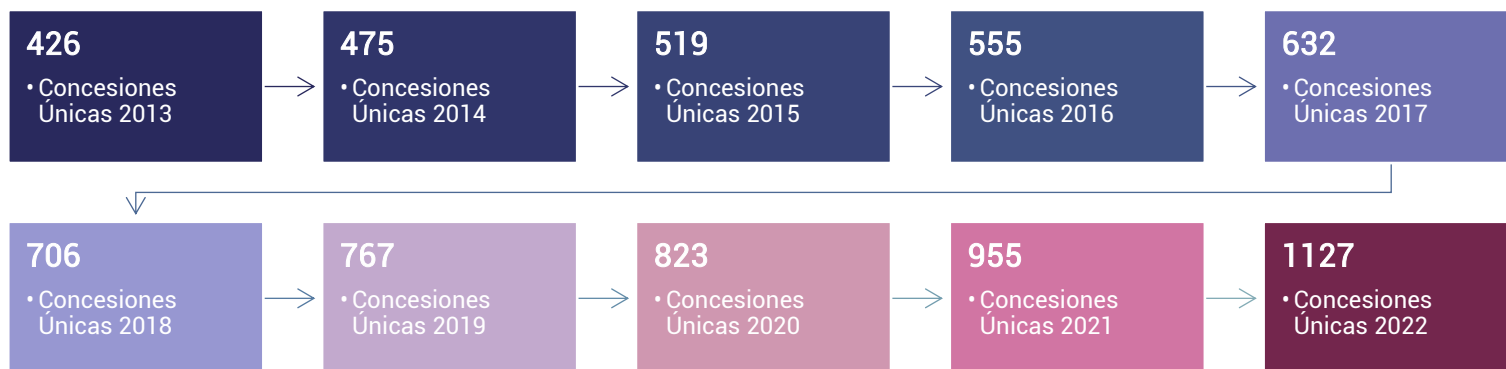 426
• Concesiones
Únicas 2013
475
• Concesiones
Únicas 2014
519
• Concesiones
Únicas 2015
555
• Concesiones
Únicas 2016
632
• Concesiones
Únicas 2017
706
• Concesiones
Únicas 2018
767
• Concesiones
Únicas 2019
823
• Concesiones
Únicas 2020
955
• Concesiones
Únicas 2021
1127
• Concesiones
Únicas 2022